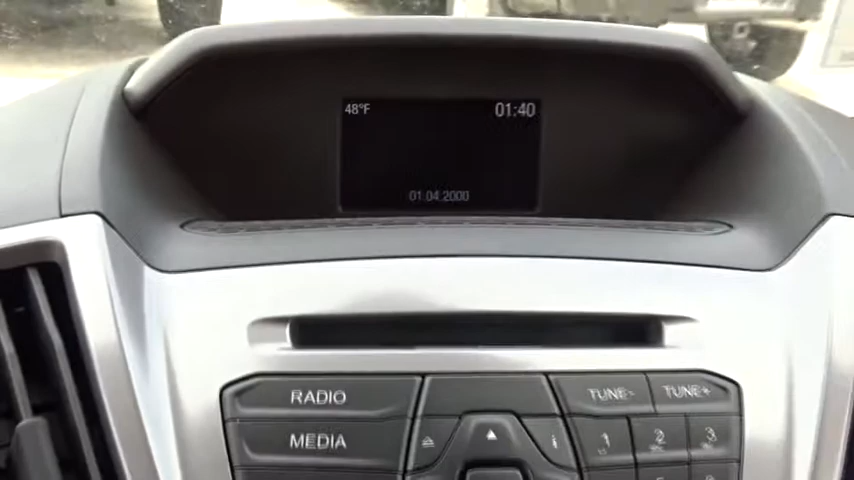 48°F 01:40
01.04.2000
RADIO
TUNE- TUNE+
MEDIA
i 1 2 3